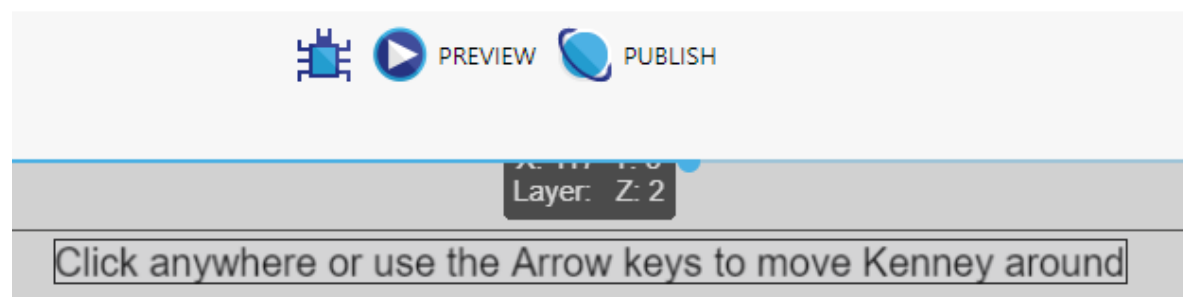 PREVIEW PUBLISH
Layer: Z: 2
Click anywhere or use the Arrow keys to move Kenney around